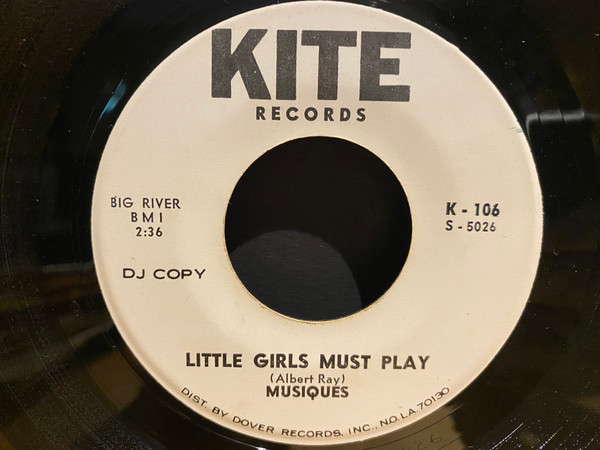 KITE
RECORDS
BIG RIVER
BMI
2:36
K - 106
S - 5026
DJ COPY
LITTLE GIRLS MUST PLAY
(Albert Ray)
MUSIQUES
DIST. BY DOVER RECORDS, INC., N.O. LA 70130